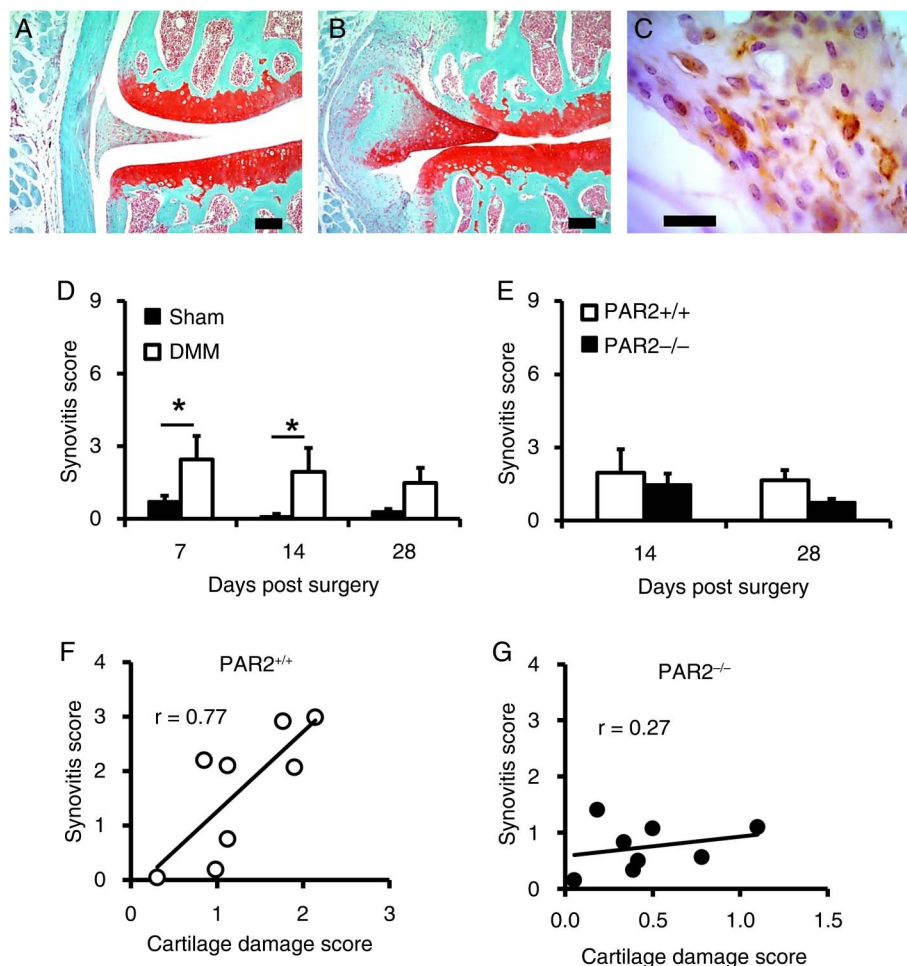 A
B
C
D
9
6
3
0
Synovitis score
Sham
DMM
*
*
7
14
28
Days post surgery
E
9
6
3
0
Synovitis score
PAR2+/+
PAR2–/–
14
28
Days post surgery
F
PAR2+/+
4
3
2
1
0
Synovitis score
r = 0.77
0
1
2
3
Cartilage damage score
G
PAR2–/–
4
3
2
1
0
Synovitis score
r = 0.27
0.0
0.5
1.0
1.5
Cartilage damage score